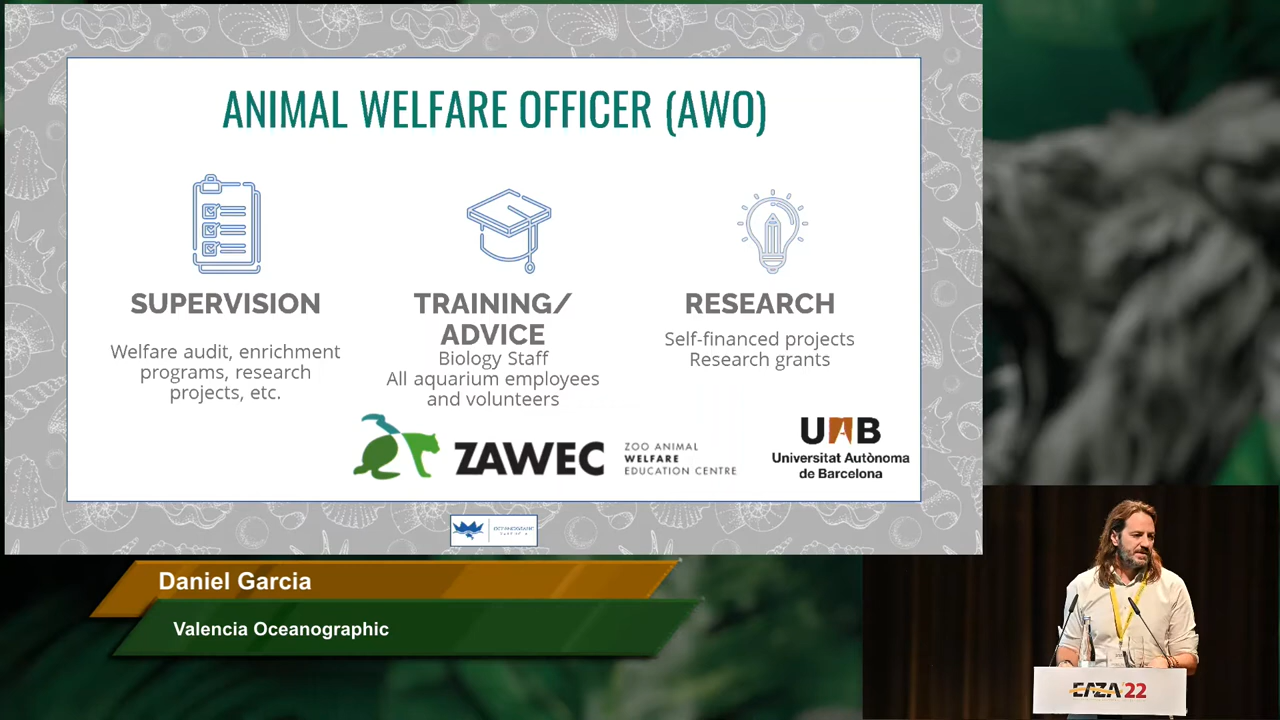 ANIMAL WELFARE OFFICER (AWO)
SUPERVISION
Welfare audit, enrichment
programs, research
projects, etc.
TRAINING/
ADVICE
Biology Staff
All aquarium employees
and volunteers
RESEARCH
Self-financed projects
Research grants
ZAWEC
ZOO ANIMAL
WELFARE
EDUCATION CENTRE
UAB
Universitat Autònoma
de Barcelona
Daniel Garcia
Valencia Oceanographic
EAZA'22